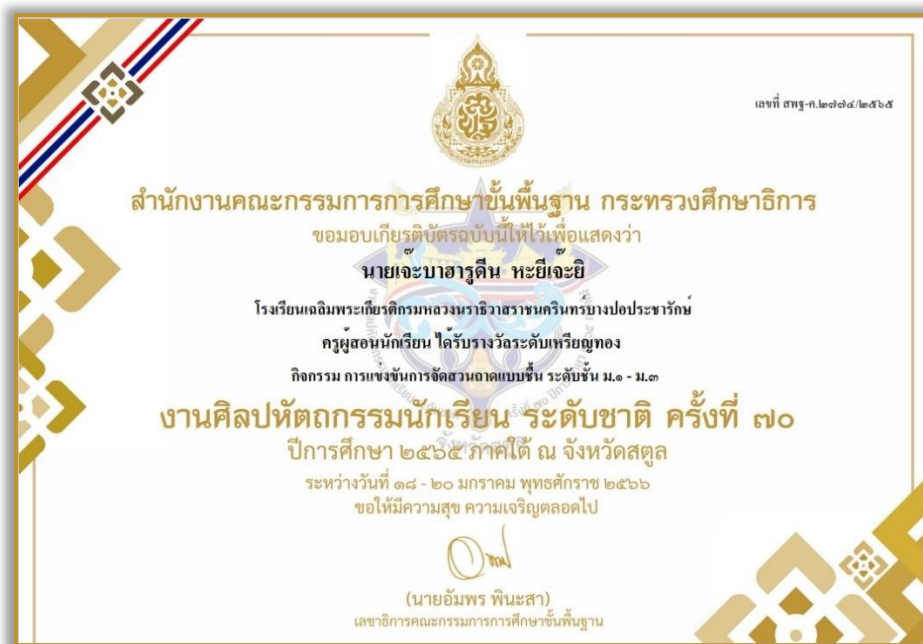 เลขที่ สพฐ-ค.๒๗๗๔/๒๕๖๕
สำนักงานคณะกรรมการการศึกษาขั้นพื้นฐาน กระทรวงศึกษาธิการ
ขอมอบเกียรติบัตรฉบับนี้ให้ไว้เพื่อแสดงว่า
นายเจ๊ะบาฮารูดีน หะยีเจ๊ะยิ
โรงเรียนเฉลิมพระเกียรติกรมหลวงนราธิวาสราชนครินทร์บางปอประชารักษ์
ครูผู้สอนนักเรียน ได้รับรางวัลระดับเหรียญทอง
กิจกรรม การแข่งขันการจัดสวนถาดแบบชื้น ระดับชั้น ม.๑ - ม.๓
งานศิลปหัตถกรรมนักเรียน ระดับชาติ ครั้งที่ ๗๐
ปีการศึกษา ๒๕๖๕ ภาคใต้ ณ จังหวัดสตูล
ระหว่างวันที่ ๑๘ - ๒๐ มกราคม พุทธศักราช ๒๕๖๖
ขอให้มีความสุข ความเจริญตลอดไป
(นายอัมพร พินะสา)
เลขาธิการคณะกรรมการการศึกษาขั้นพื้นฐาน